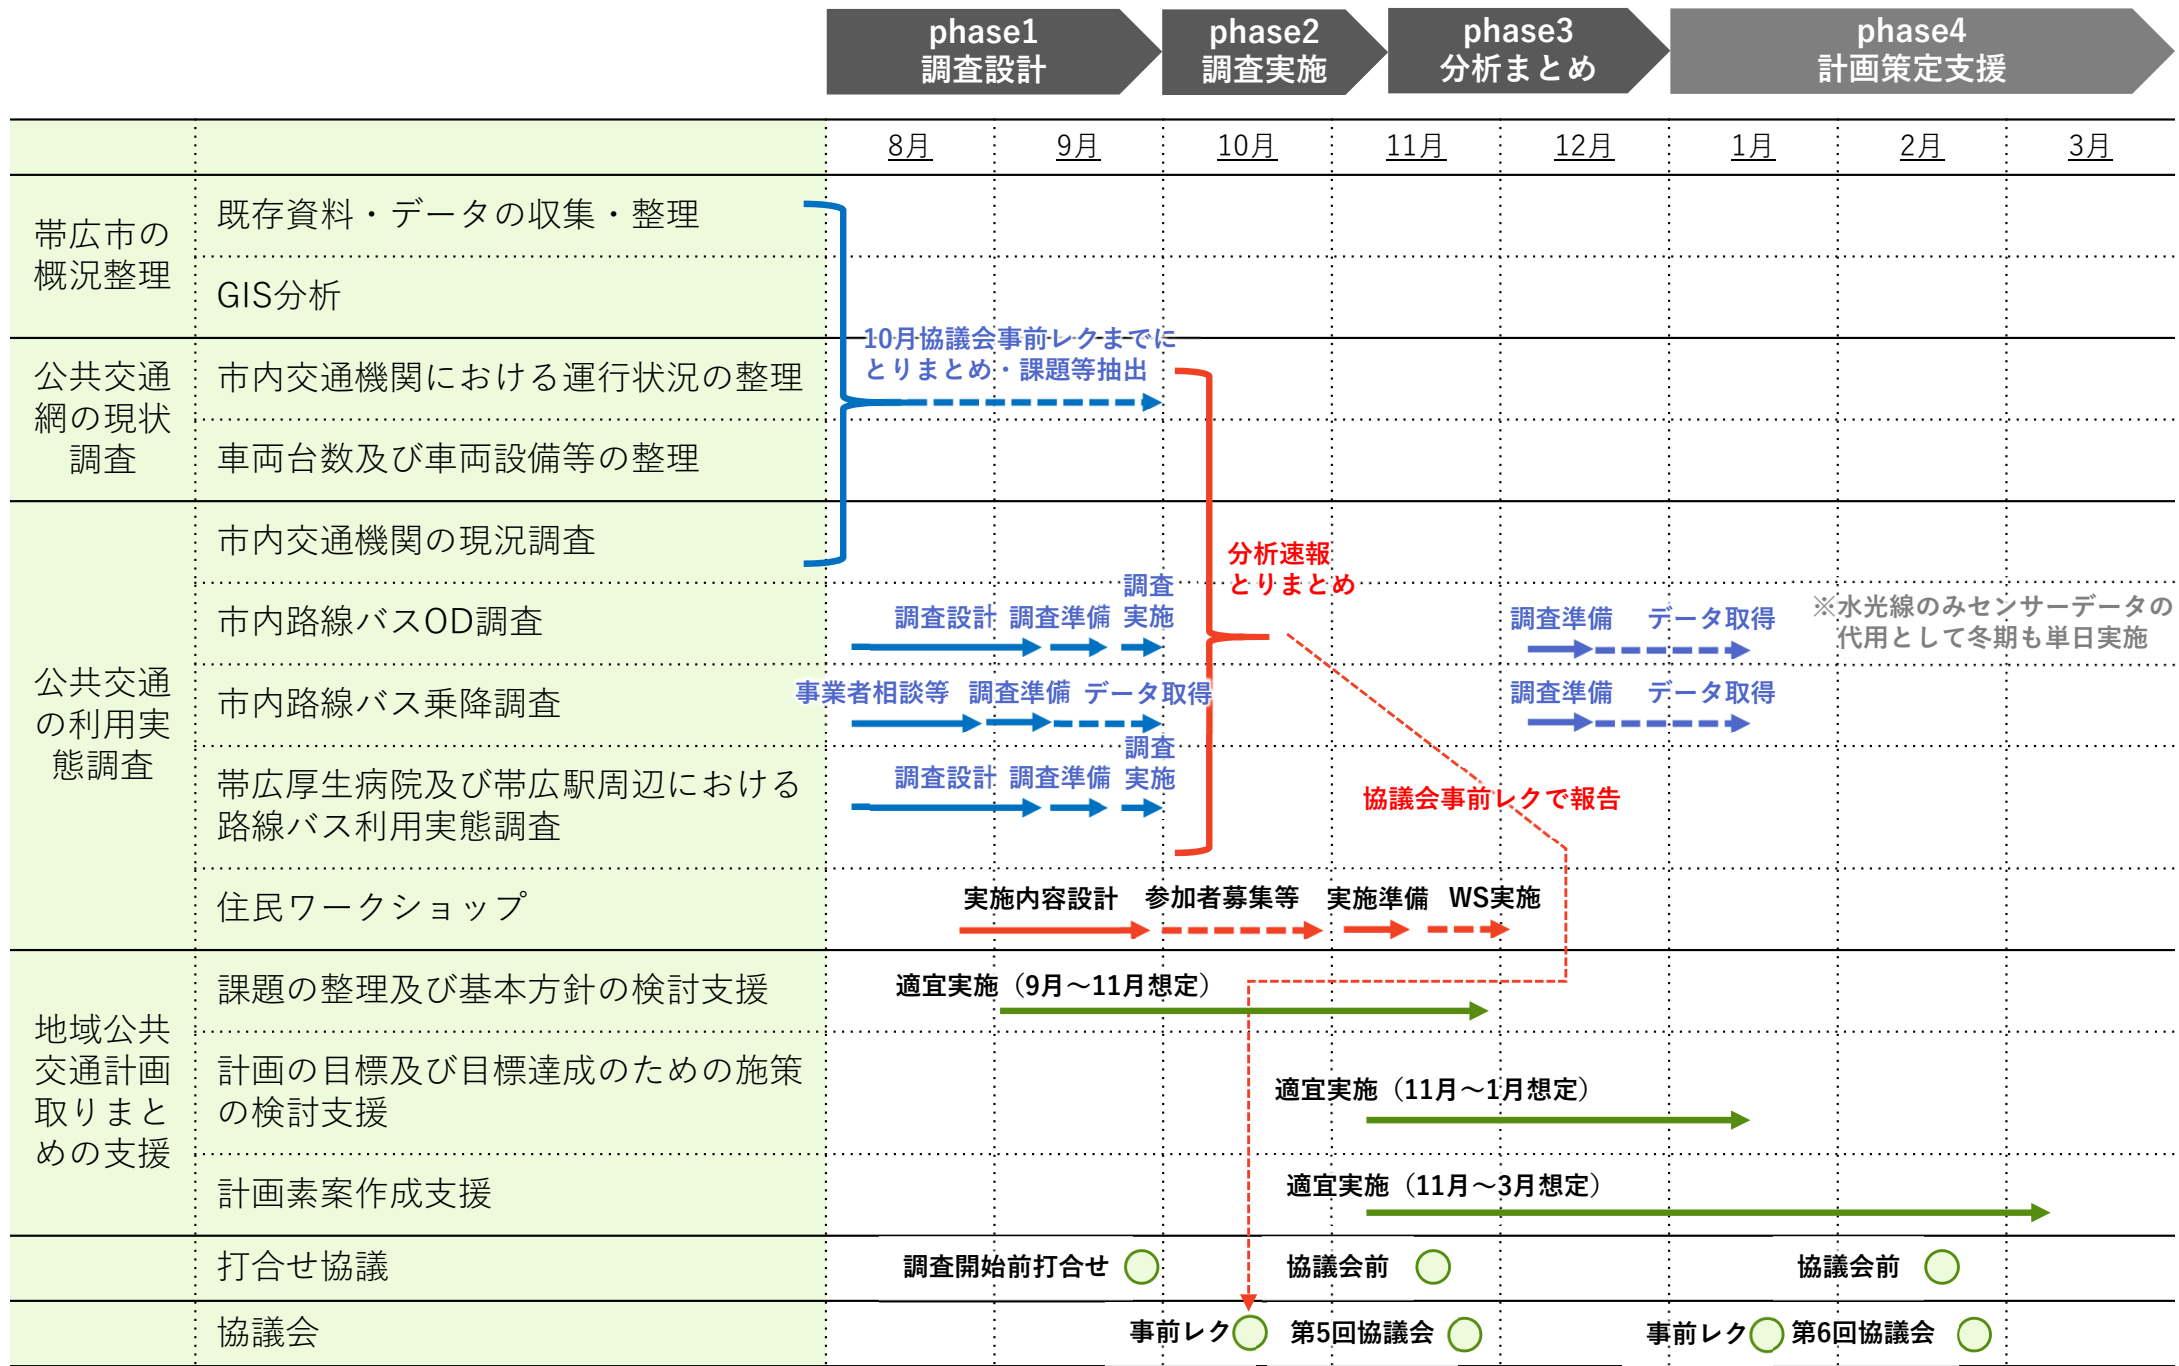 phase1
調査設計
phase2
調査実施
phase3
分析まとめ
phase4
計画策定支援
8月
9月
10月
11月
12月
1月
2月
3月
帯広市の
概況整理
既存資料・データの収集・整理
GIS分析
10月協議会事前レクまでに
とりまとめ・課題等抽出
公共交通
網の現状
調査
市内交通機関における運行状況の整理
車両台数及び車両設備等の整理
公共交通
の利用実
態調査
市内交通機関の現況調査
分析速報
とりまとめ
市内路線バスOD調査
調査設計
調査準備
調査
実施
調査準備
データ取得
※水光線のみセンサーデータの
代用として冬期も単日実施
市内路線バス乗降調査
事業者相談等
調査準備
データ取得
調査準備
データ取得
帯広厚生病院及び帯広駅周辺における
路線バス利用実態調査
調査設計
調査準備
調査
実施
協議会事前レクで報告
住民ワークショップ
実施内容設計
参加者募集等
実施準備
WS実施
地域公共
交通計画
取りまと
めの支援
課題の整理及び基本方針の検討支援
適宜実施（9月～11月想定）
計画の目標及び目標達成のための施策
の検討支援
適宜実施（11月～1月想定）
計画素案作成支援
適宜実施（11月～3月想定）
打合せ協議
調査開始前打合せ
協議会前
協議会前
協議会
事前レク
第5回協議会
事前レク
第6回協議会